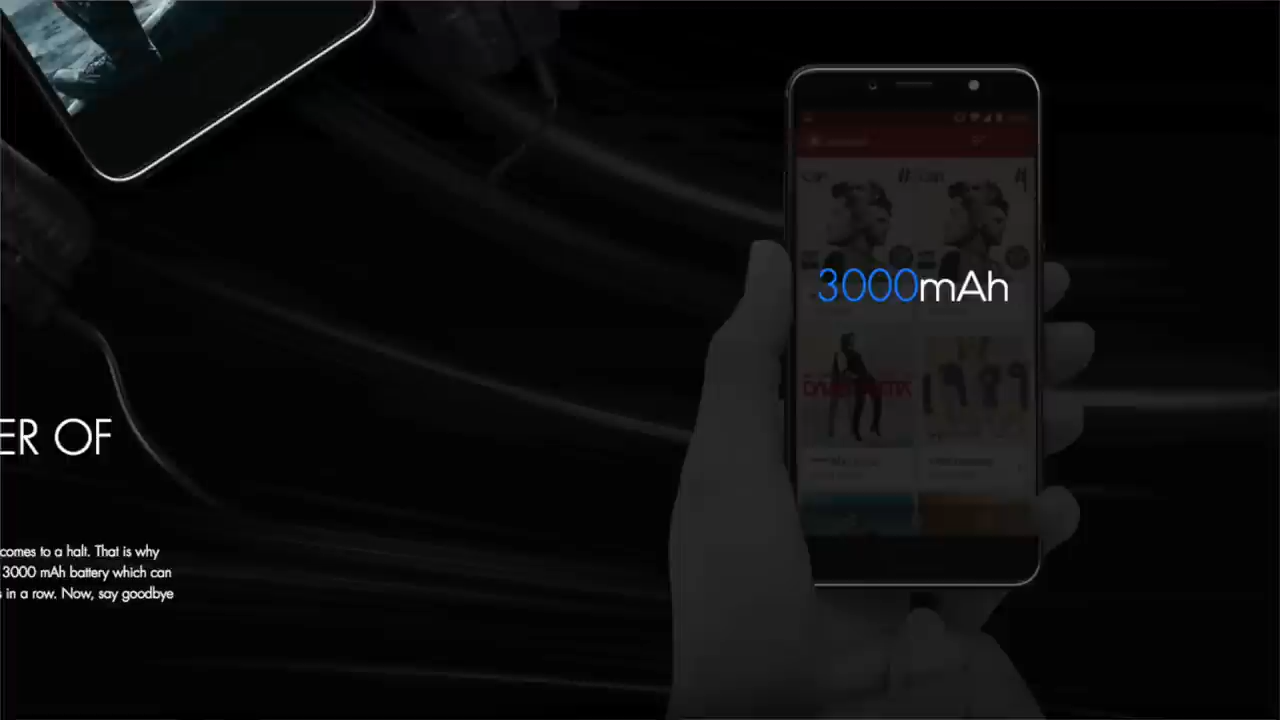 3000mAh
ER OF
comes to a halt. That is why
3000 mAh battery which can
s in a row. Now, say goodbye